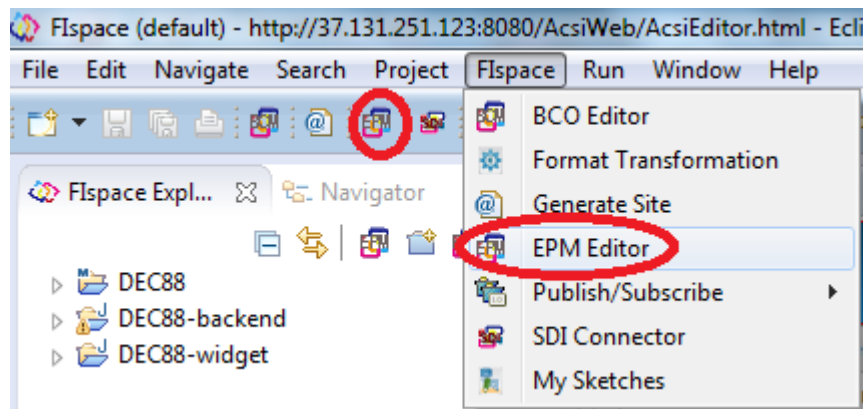 FIspace (default) - http://37.131.251.123:8080/AcsiWeb/AcsiEditor.html - Ecli
File Edit Navigate Search Project FIspace Run Window Help
BCO Editor
Format Transformation
FIspace Expl... Navigator
Generate Site
EPM Editor
DEC88
Publish/Subscribe
DEC88-backend
SDI Connector
DEC88-widget
My Sketches